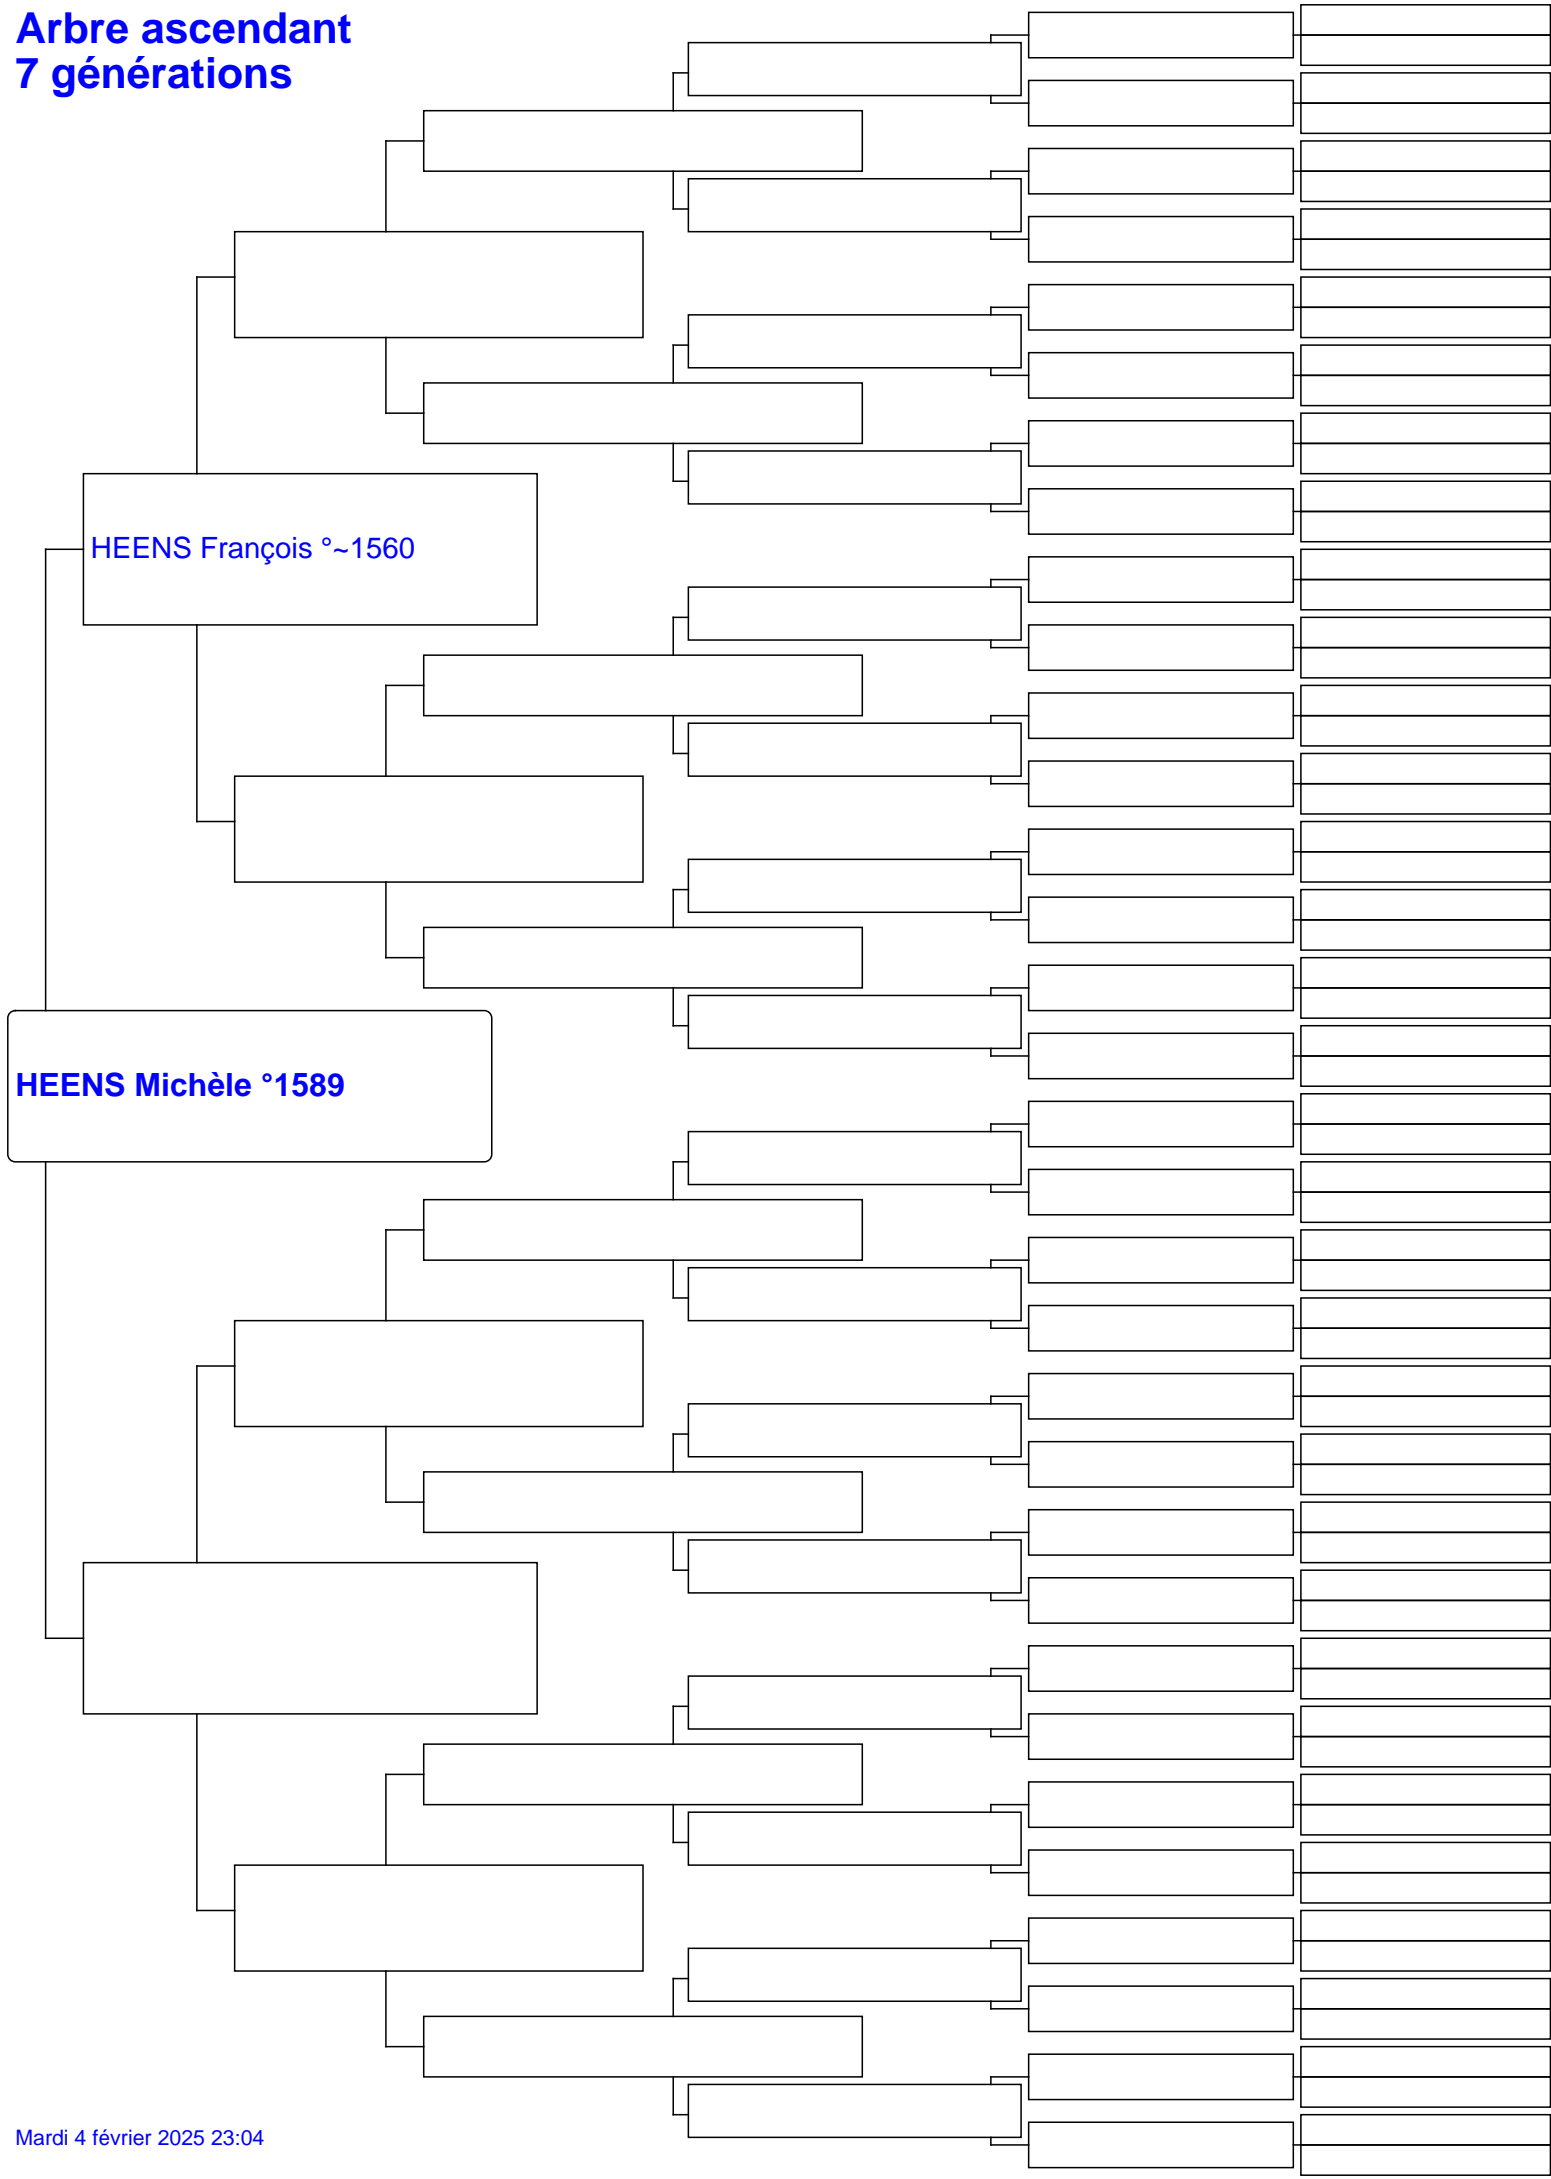 Arbre ascendant
7 générations
HEENS François °~1560
HEENS Michèle °1589
Mardi 4 février 2025 23:04